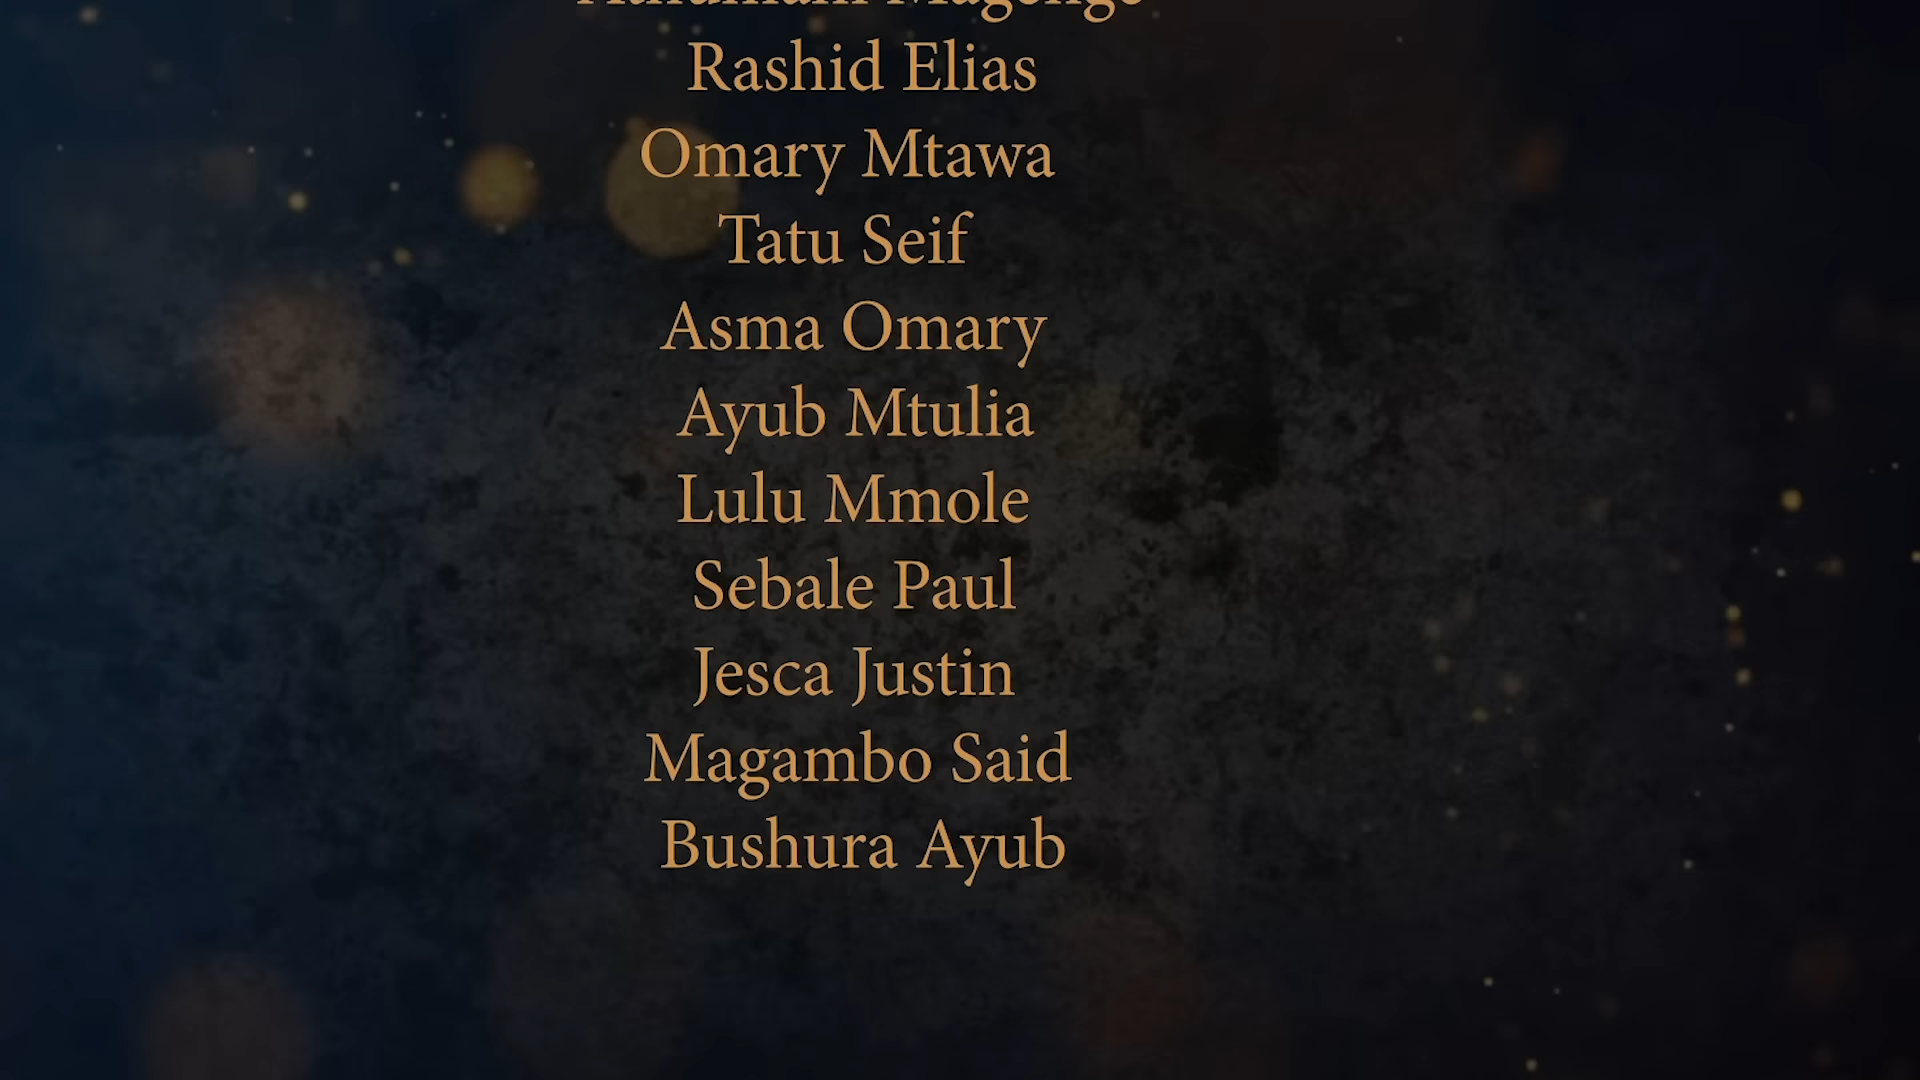 Rashid Elias
Omary Mtawa
Tatu Seif
Asma Omary
Ayub Mtulia
Lulu Mmole
Sebale Paul
Jesca Justin
Magambo Said
Bushura Ayub